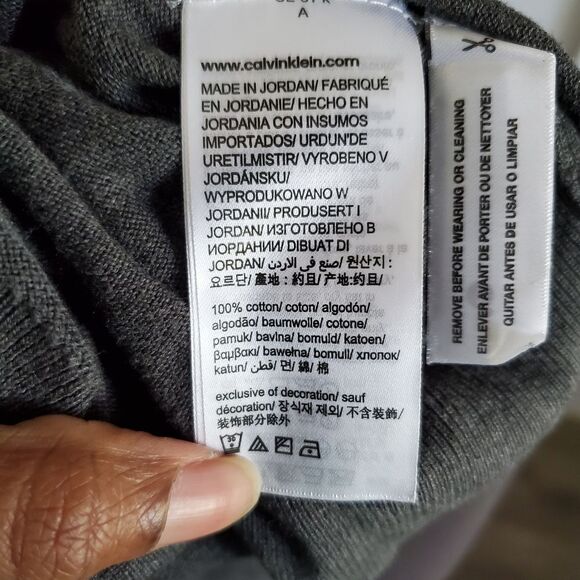 A
www.calvinklein.com
MADE IN JORDAN/ FABRIQUÉ
EN JORDANIE/ HECHO EN
JORDANIA CON INSUMOS
IMPORTADOS/ URDUN'DE
URETILMISTIR/ VYROBENO V
JORDÁNSKU/
WYPRODUKOWANO W
JORDANII/ PRODUSERT I
JORDAN/ ИЗГОТОВЛЕНО В
ИОРДАНИИ/ DIBUAT DI
JORDAN/ صنع في الاردن/ 원산지 :
요르단/ 產地 : 約旦/ 产地:约旦/
100% cotton/ coton/ algodón/
algodão/ baumwolle/ cotone/
pamuk/ bavlna/ bomuld/ katoen/
βαμβακι/ bawełna/ bomull/ хлопок/
katun/ قطن/ 면/ 綿/ 棉
exclusive of decoration/ sauf
décoration/ 장식재 제외/ 不含裝飾/
装饰部分除外
30
REMOVE BEFORE WEARING OR CLEANING
ENLEVER AVANT DE PORTER OU DE NETTOYER
QUITAR ANTES DE USAR O LIMPIAR